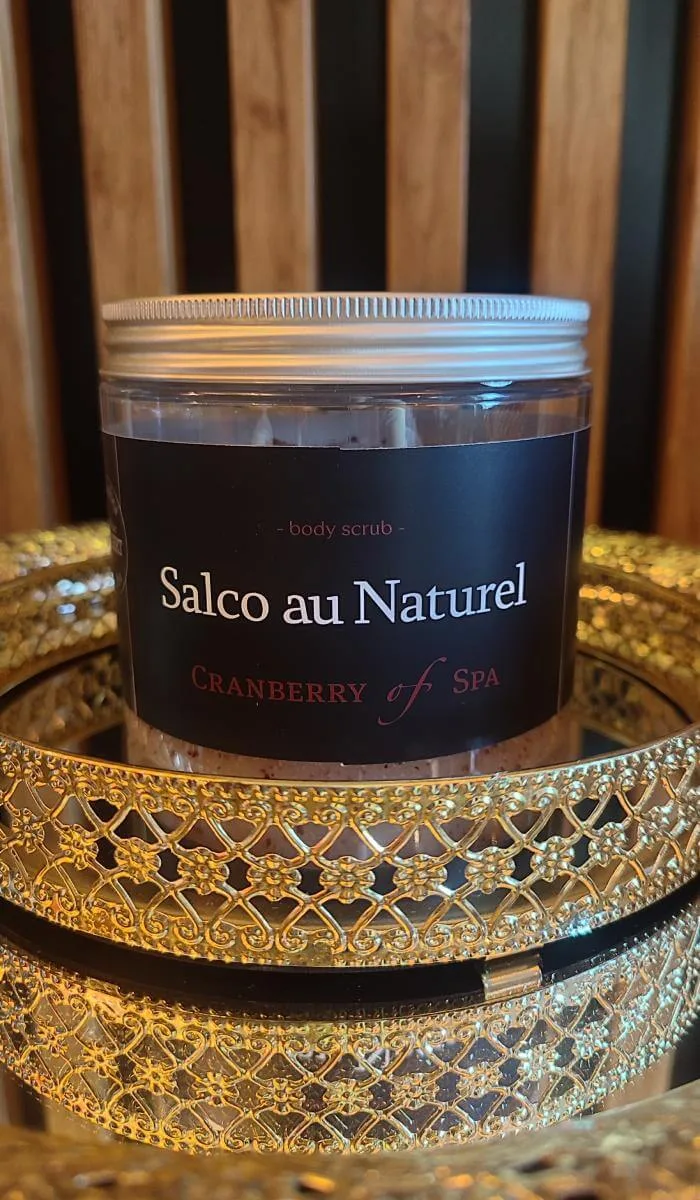 - body scrub -
Salco au Naturel
CRANBERRY of SPA